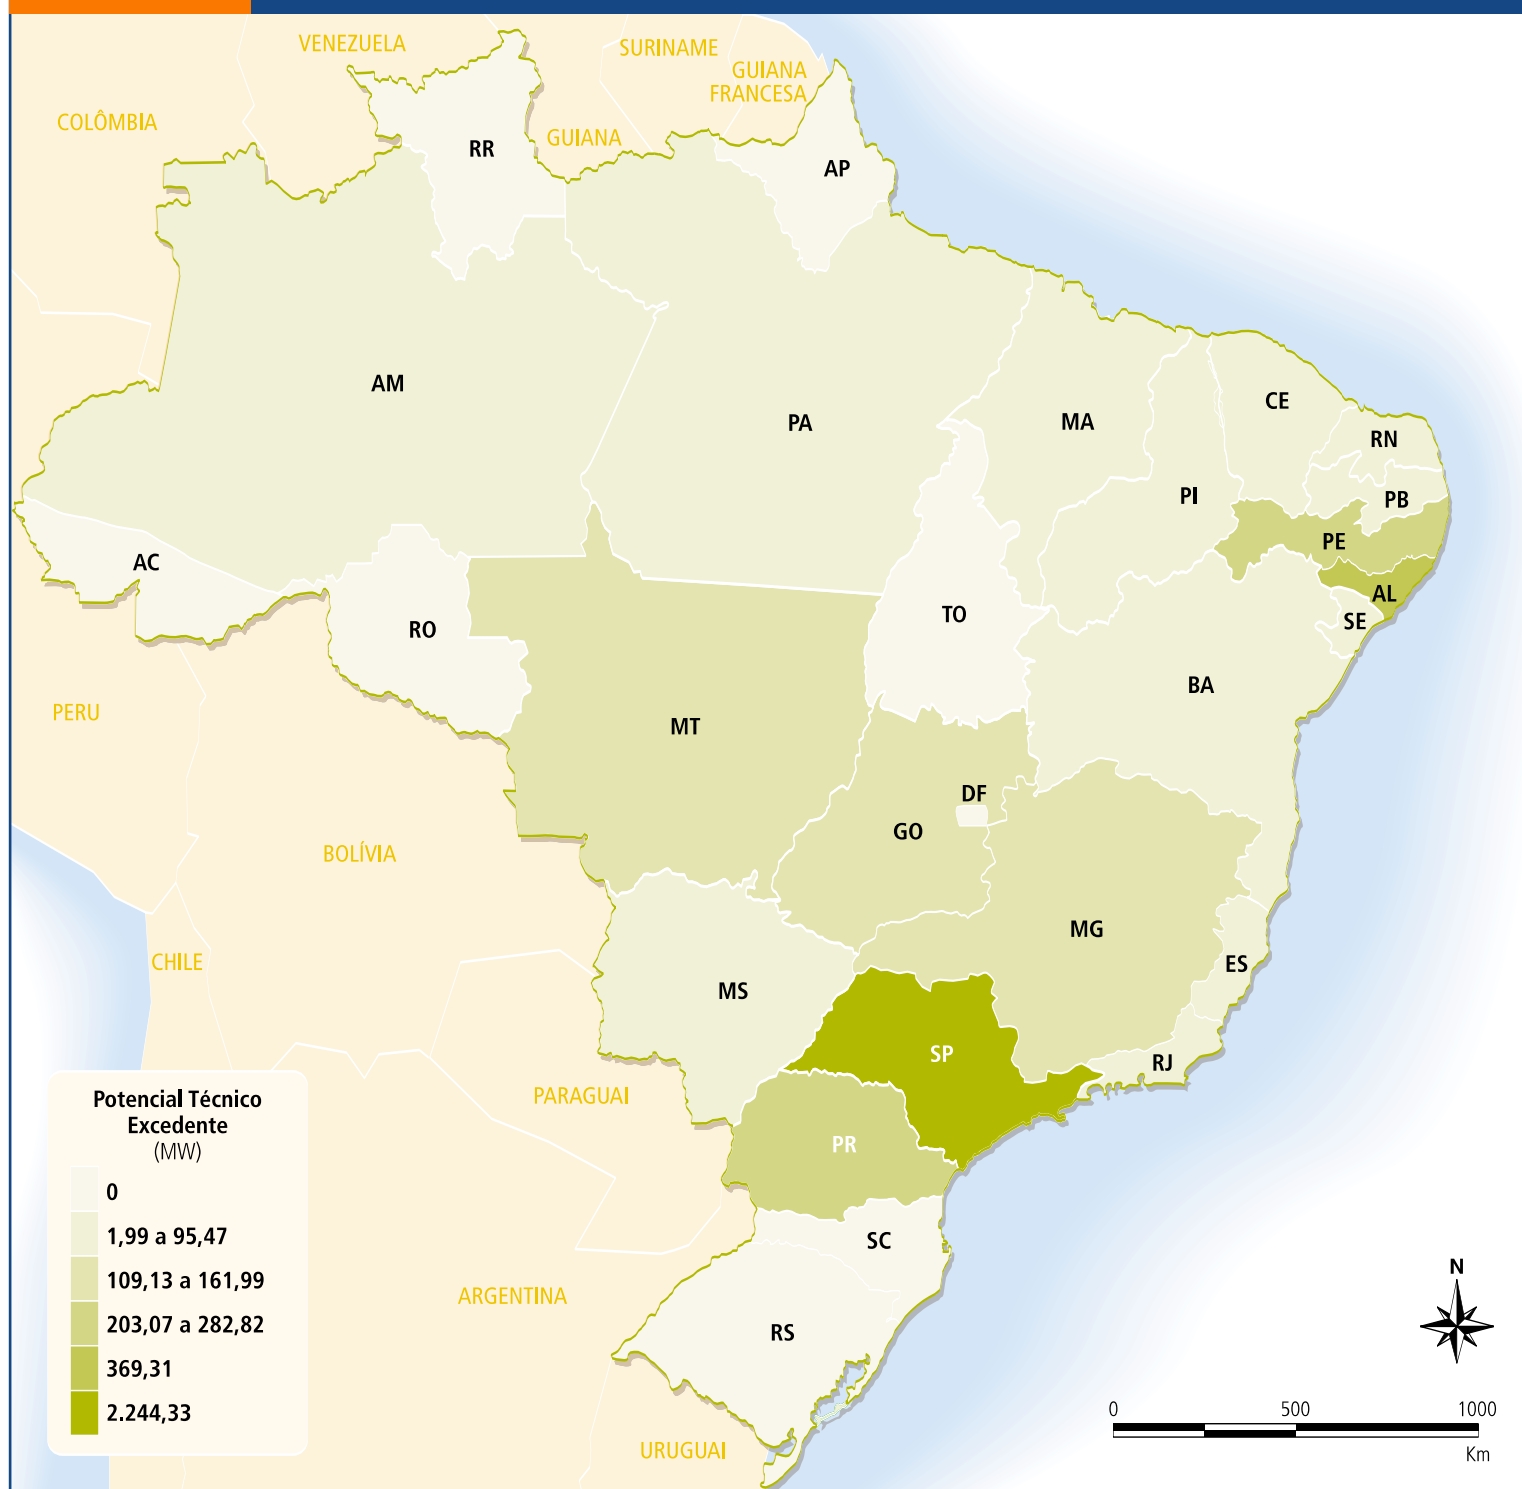 VENEZUELA
SURINAME
GUIANA
FRANCESA
COLÔMBIA
GUIANA
RR
AP
AM
PA
MA
CE
RN
PI
PB
PE
AC
AL
TO
SE
RO
BA
PERU
MT
DF
GO
BOLÍVIA
MG
CHILE
ES
MS
SP
RJ
PARAGUAI
PR
SC
ARGENTINA
RS
URUGUAI
Potencial Técnico
Excedente
(MW)
0
1,99 a 95,47
109,13 a 161,99
203,07 a 282,82
369,31
2.244,33
N
0 500 1000
Km